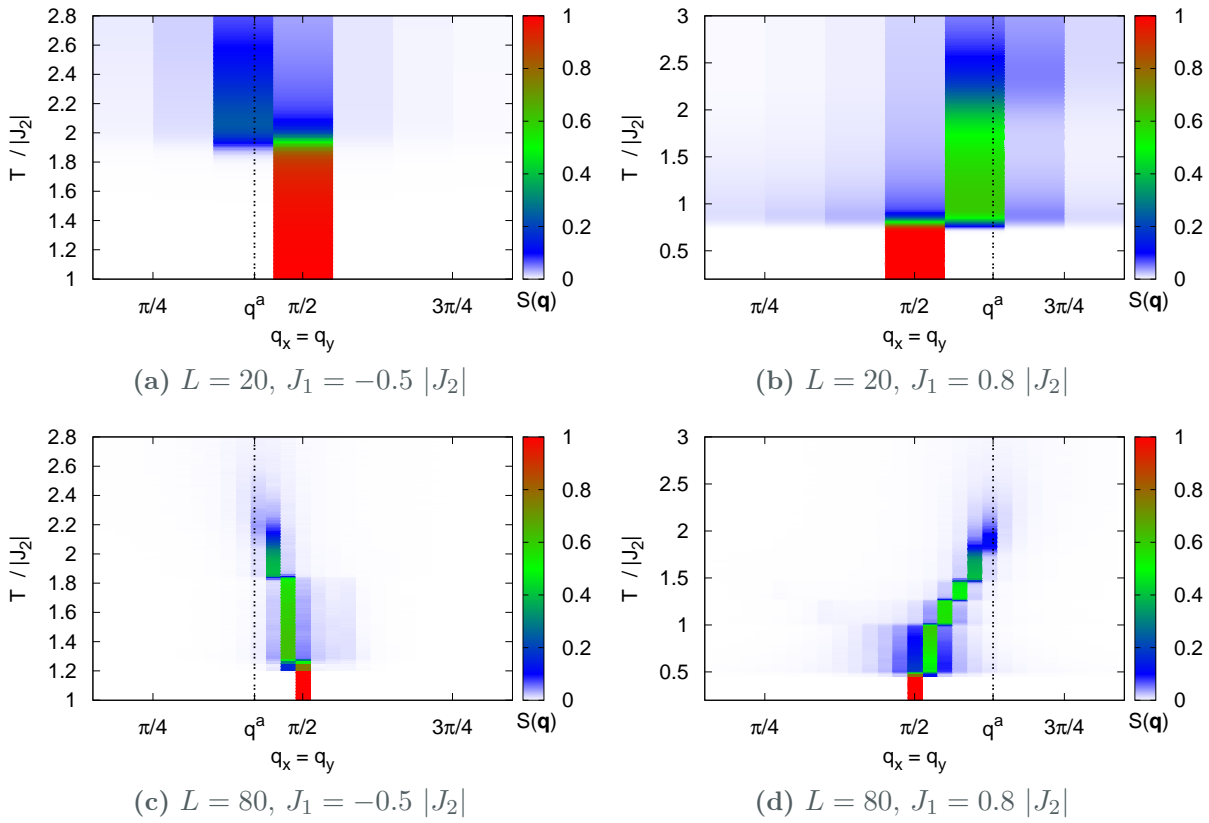 2.8
2.6
2.4
2.2
2
1.8
1.6
1.4
1.2
1
T / |J₂|
π/4
qᵃ
π/2
3π/4
q_x = q_y
1
0.8
0.6
0.4
0.2
0
S(q)
(a) L = 20, J₁ = −0.5 |J₂|
3
2.5
2
1.5
1
0.5
T / |J₂|
π/4
π/2
qᵃ
3π/4
q_x = q_y
1
0.8
0.6
0.4
0.2
0
S(q)
(b) L = 20, J₁ = 0.8 |J₂|
2.8
2.6
2.4
2.2
2
1.8
1.6
1.4
1.2
1
T / |J₂|
π/4
qᵃ
π/2
3π/4
q_x = q_y
1
0.8
0.6
0.4
0.2
0
S(q)
(c) L = 80, J₁ = −0.5 |J₂|
3
2.5
2
1.5
1
0.5
T / |J₂|
π/4
π/2
qᵃ
3π/4
q_x = q_y
1
0.8
0.6
0.4
0.2
0
S(q)
(d) L = 80, J₁ = 0.8 |J₂|